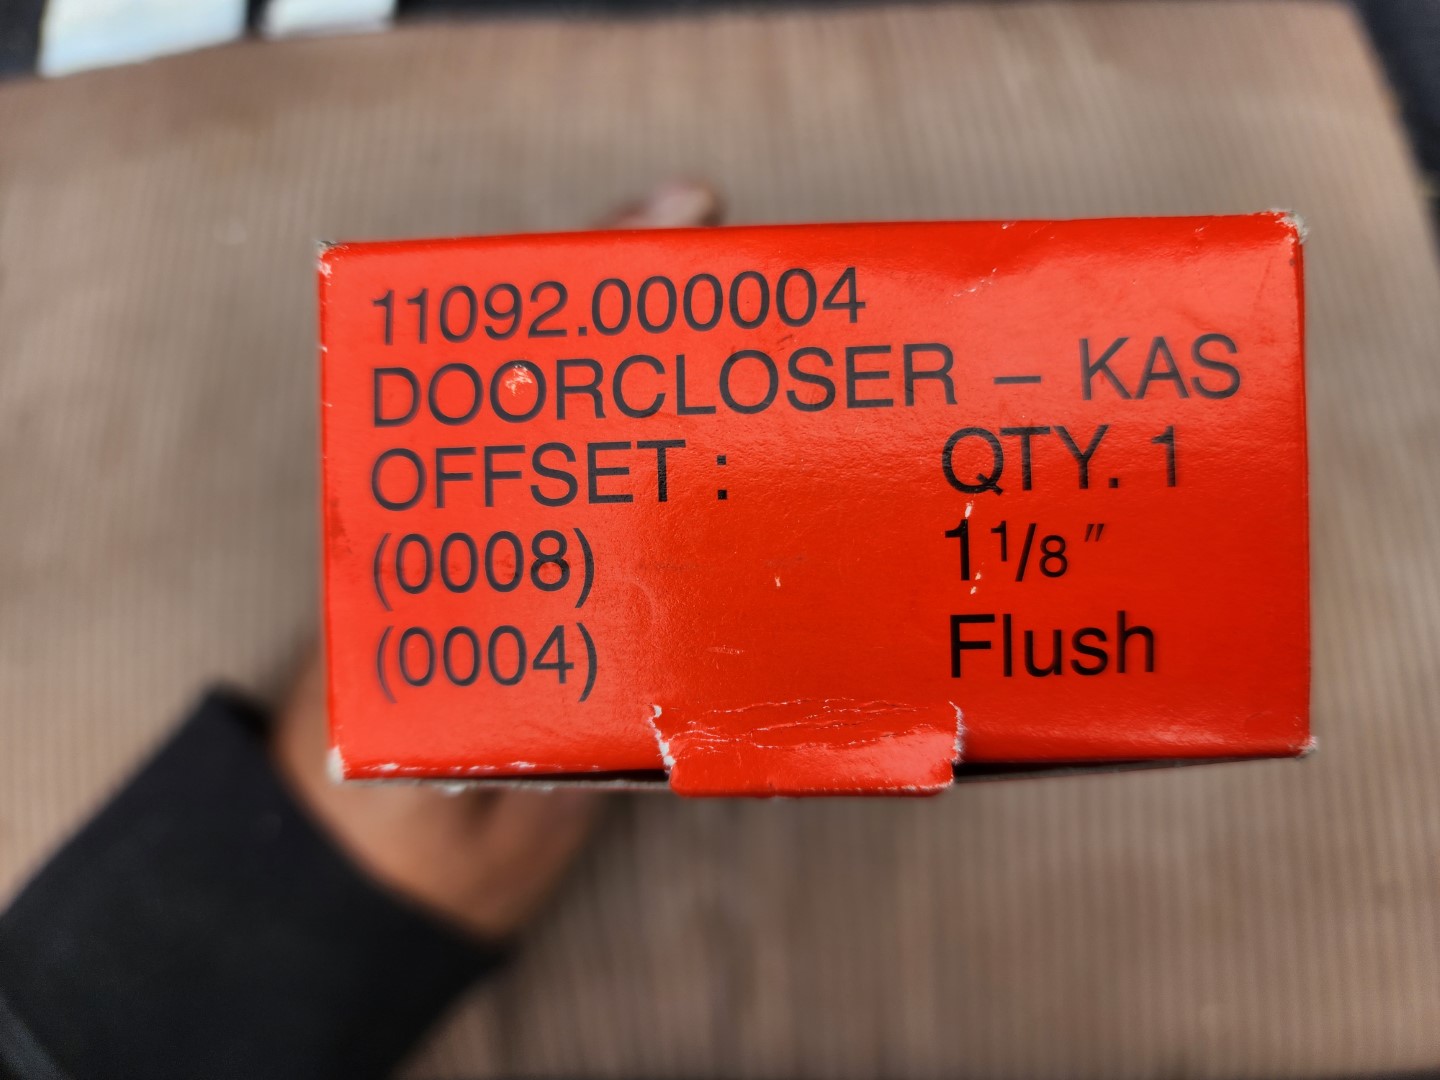 11092.000004
DOORCLOSER – KAS
OFFSET : QTY. 1
(0008) 1 1/8 "
(0004) Flush